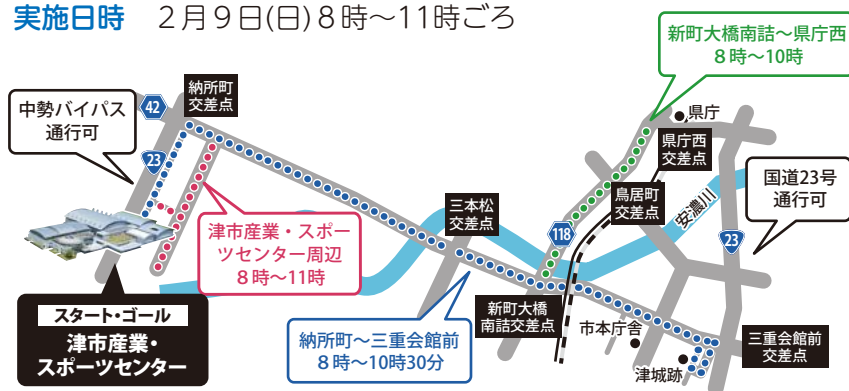 実施日時 2月9日(日)8時〜11時ごろ
新町大橋南詰〜県庁西
8時〜10時
納所町
交差点
中勢バイパス
通行可
42
23
県庁
県庁西
交差点
国道23号
通行可
三本松
交差点
鳥居町
交差点
安濃川
118
23
津市産業・スポー
ツセンター周辺
8時〜11時
スタート・ゴール
津市産業・
スポーツセンター
納所町〜三重会館前
8時〜10時30分
新町大橋
南詰交差点
市本庁舎
津城跡
三重会館前
交差点